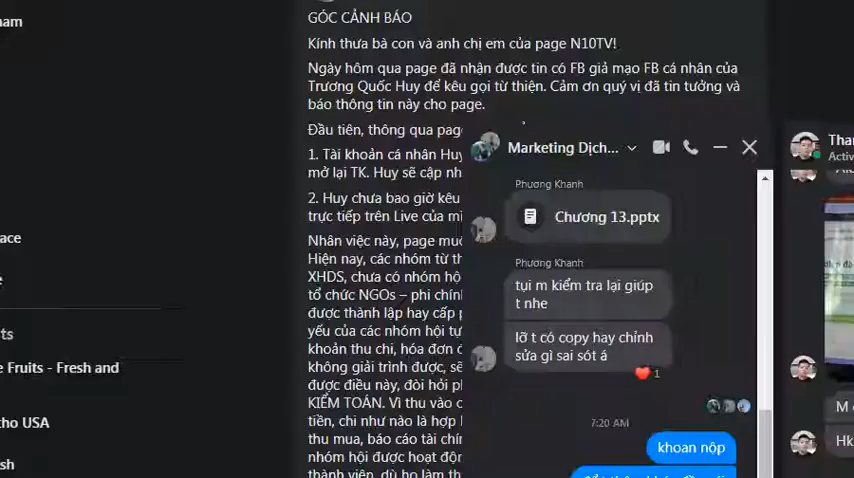 am
GÓC CẢNH BÁO
Kính thưa bà con và anh chị em của page N10TV!
Ngày hôm qua page đã nhận được tin có FB giả mạo FB cá nhân của
Trương Quốc Huy để kêu gọi từ thiện. Cảm ơn quý vị đã tin tưởng và
báo thông tin này cho page.
Đầu tiên, thông qua page
1. Tài khoản cá nhân Huy
mở lại TK. Huy sẽ cập nh
2. Huy chưa bao giờ kêu
trực tiếp trên Live của mì
Nhân việc này, page muố
Hiện nay, các nhóm từ th
XHDS, chưa có nhóm hộ
tổ chức NGOs – phi chính
được thành lập hay cấp p
yếu của các nhóm hội tự
khoản thu chi, hóa đơn
không giải trình được, sẽ
được điều này, đòi hỏi p
KIỂM TOÁN. Vì thu vào
tiền, chi như nào là hợp
thu mua, báo cáo tài chín
nhóm hội được hoạt động
thành viên, dù họ làm th
ace
ts
e Fruits - Fresh and
cho USA
sh
Marketing Dịch...
Phương Khanh
Chương 13.pptx
Phương Khanh
tụi m kiểm tra lại giúp
t nhe
lỡ t có copy hay chỉnh
sửa gì sai sót á
1
7:20 AM
khoan nộp
Than
Activ
M
Hk